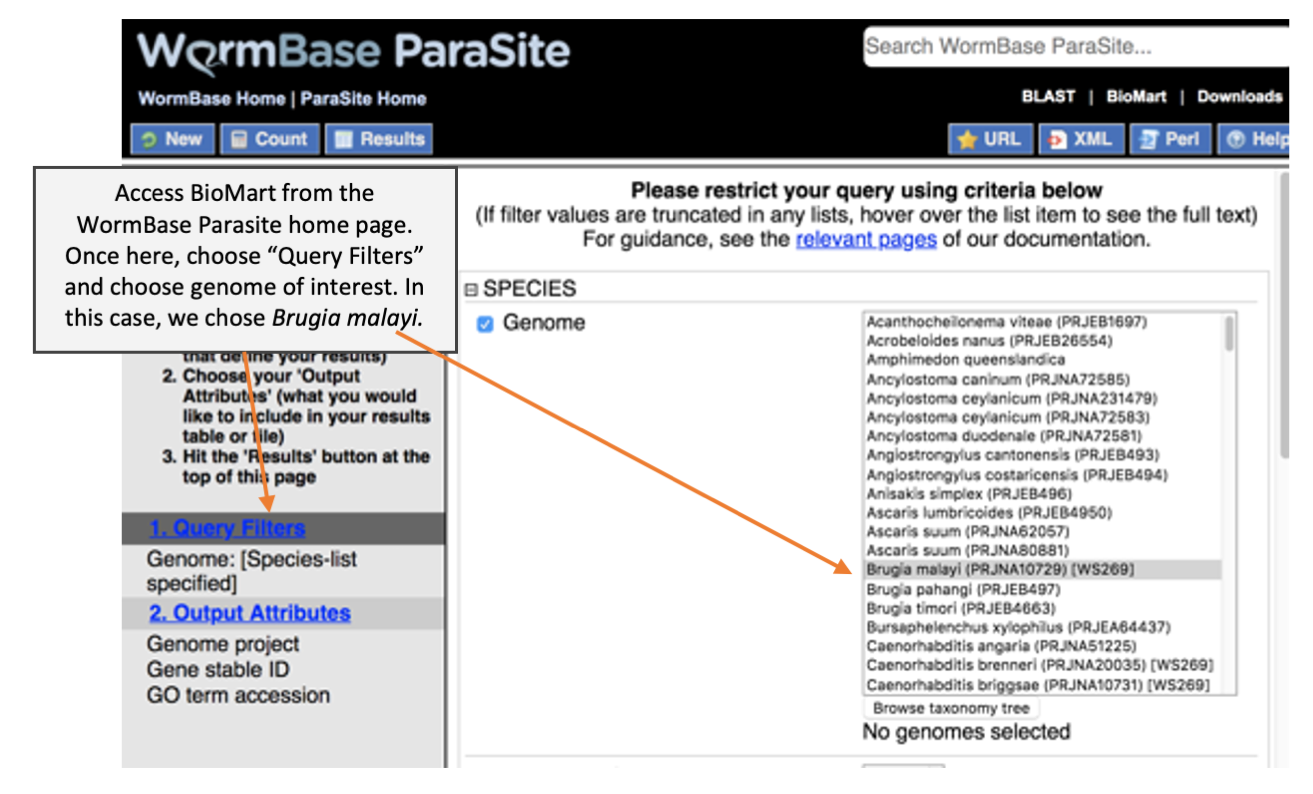 WormBase ParaSite
Search WormBase ParaSite...
WormBase Home | ParaSite Home
BLAST | BioMart | Downloads
New Count Results
URL XML Perl Help
Access BioMart from the
WormBase Parasite home page.
Once here, choose “Query Filters”
and choose genome of interest. In
this case, we chose Brugia malayi.
that define your results)
2. Choose your 'Output
Attributes' (what you would
like to include in your results
table or file)
3. Hit the 'Results' button at the
top of this page
1. Query Filters
Genome: [Species-list
specified]
2. Output Attributes
Genome project
Gene stable ID
GO term accession
Please restrict your query using criteria below
(If filter values are truncated in any lists, hover over the list item to see the full text)
For guidance, see the relevant pages of our documentation.
SPECIES
Genome
Acanthocheilonema viteae (PRJEB1697)
Acrobeloides nanus (PRJEB26554)
Amphimedon queenslandica
Ancylostoma caninum (PRJNA72585)
Ancylostoma ceylanicum (PRJNA231479)
Ancylostoma ceylanicum (PRJNA72583)
Ancylostoma duodenale (PRJNA72581)
Angiostrongylus cantonensis (PRJEB493)
Angiostrongylus costaricensis (PRJEB494)
Anisakis simplex (PRJEB496)
Ascaris lumbricoides (PRJEB4950)
Ascaris suum (PRJNA62057)
Ascaris suum (PRJNA80881)
Brugia malayi (PRJNA10729) [WS269]
Brugia pahangi (PRJEB497)
Brugia timori (PRJEB4663)
Bursaphelenchus xylophilus (PRJEA64437)
Caenorhabditis angaria (PRJNA51225)
Caenorhabditis brenneri (PRJNA20035) [WS269]
Caenorhabditis briggsae (PRJNA10731) [WS269]
Browse taxonomy tree
No genomes selected